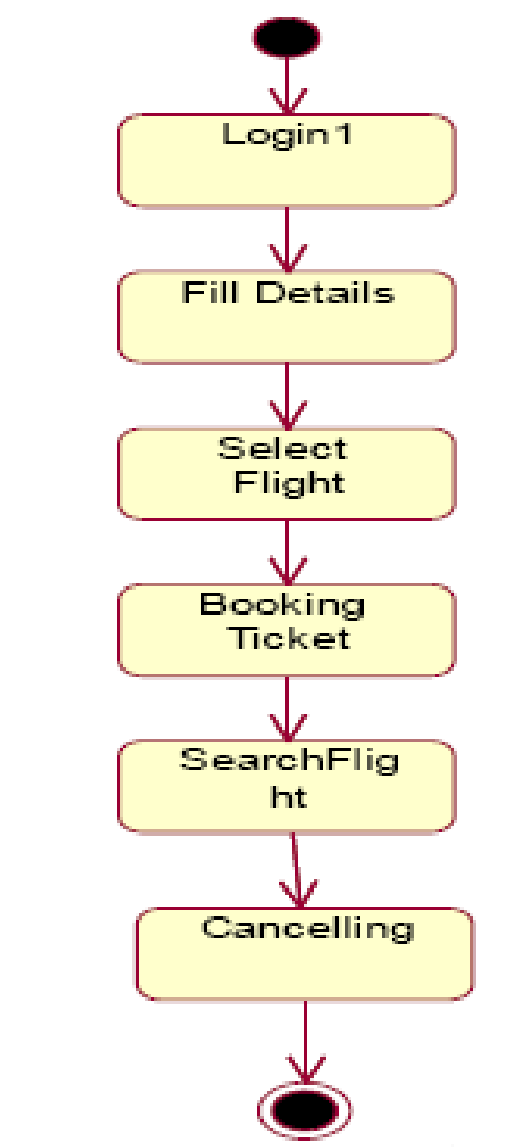 Login1
Fill Details
Select
Flight
Booking
Ticket
SearchFlig
ht
Cancelling